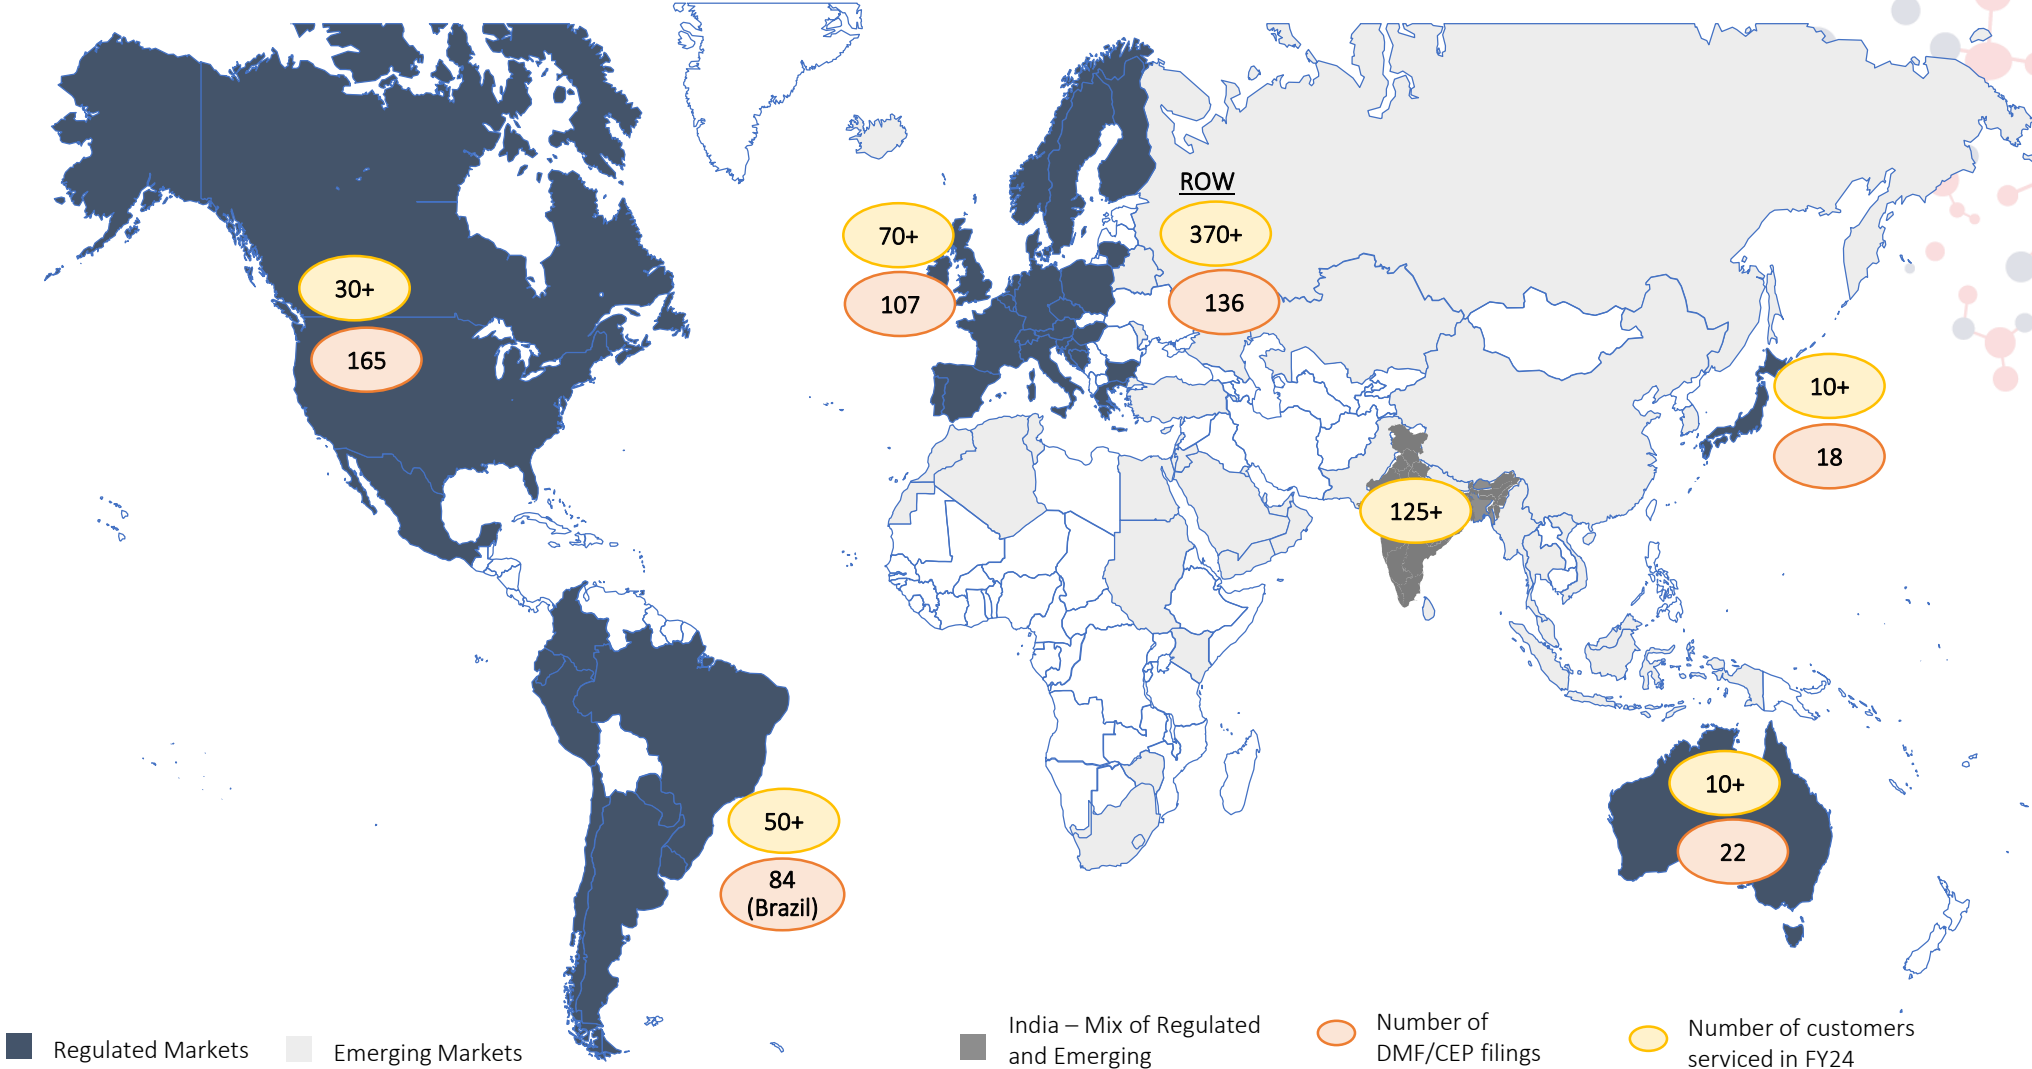 ROW
70+
370+
107
136
30+
165
10+
18
125+
10+
22
50+
84
(Brazil)
Regulated Markets
Emerging Markets
India – Mix of Regulated
and Emerging
Number of
DMF/CEP filings
Number of customers
serviced in FY24